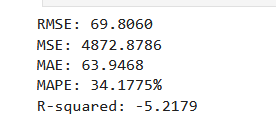 RMSE: 69.8060
MSE: 4872.8786
MAE: 63.9468
MAPE: 34.1775%
R-squared: -5.2179